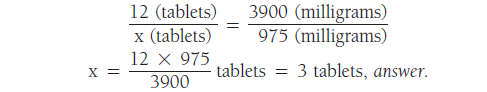 12 (tablets) / x (tablets) = 3900 (milligrams) / 975 (milligrams)
x = 12 × 975 / 3900 tablets = 3 tablets, answer.